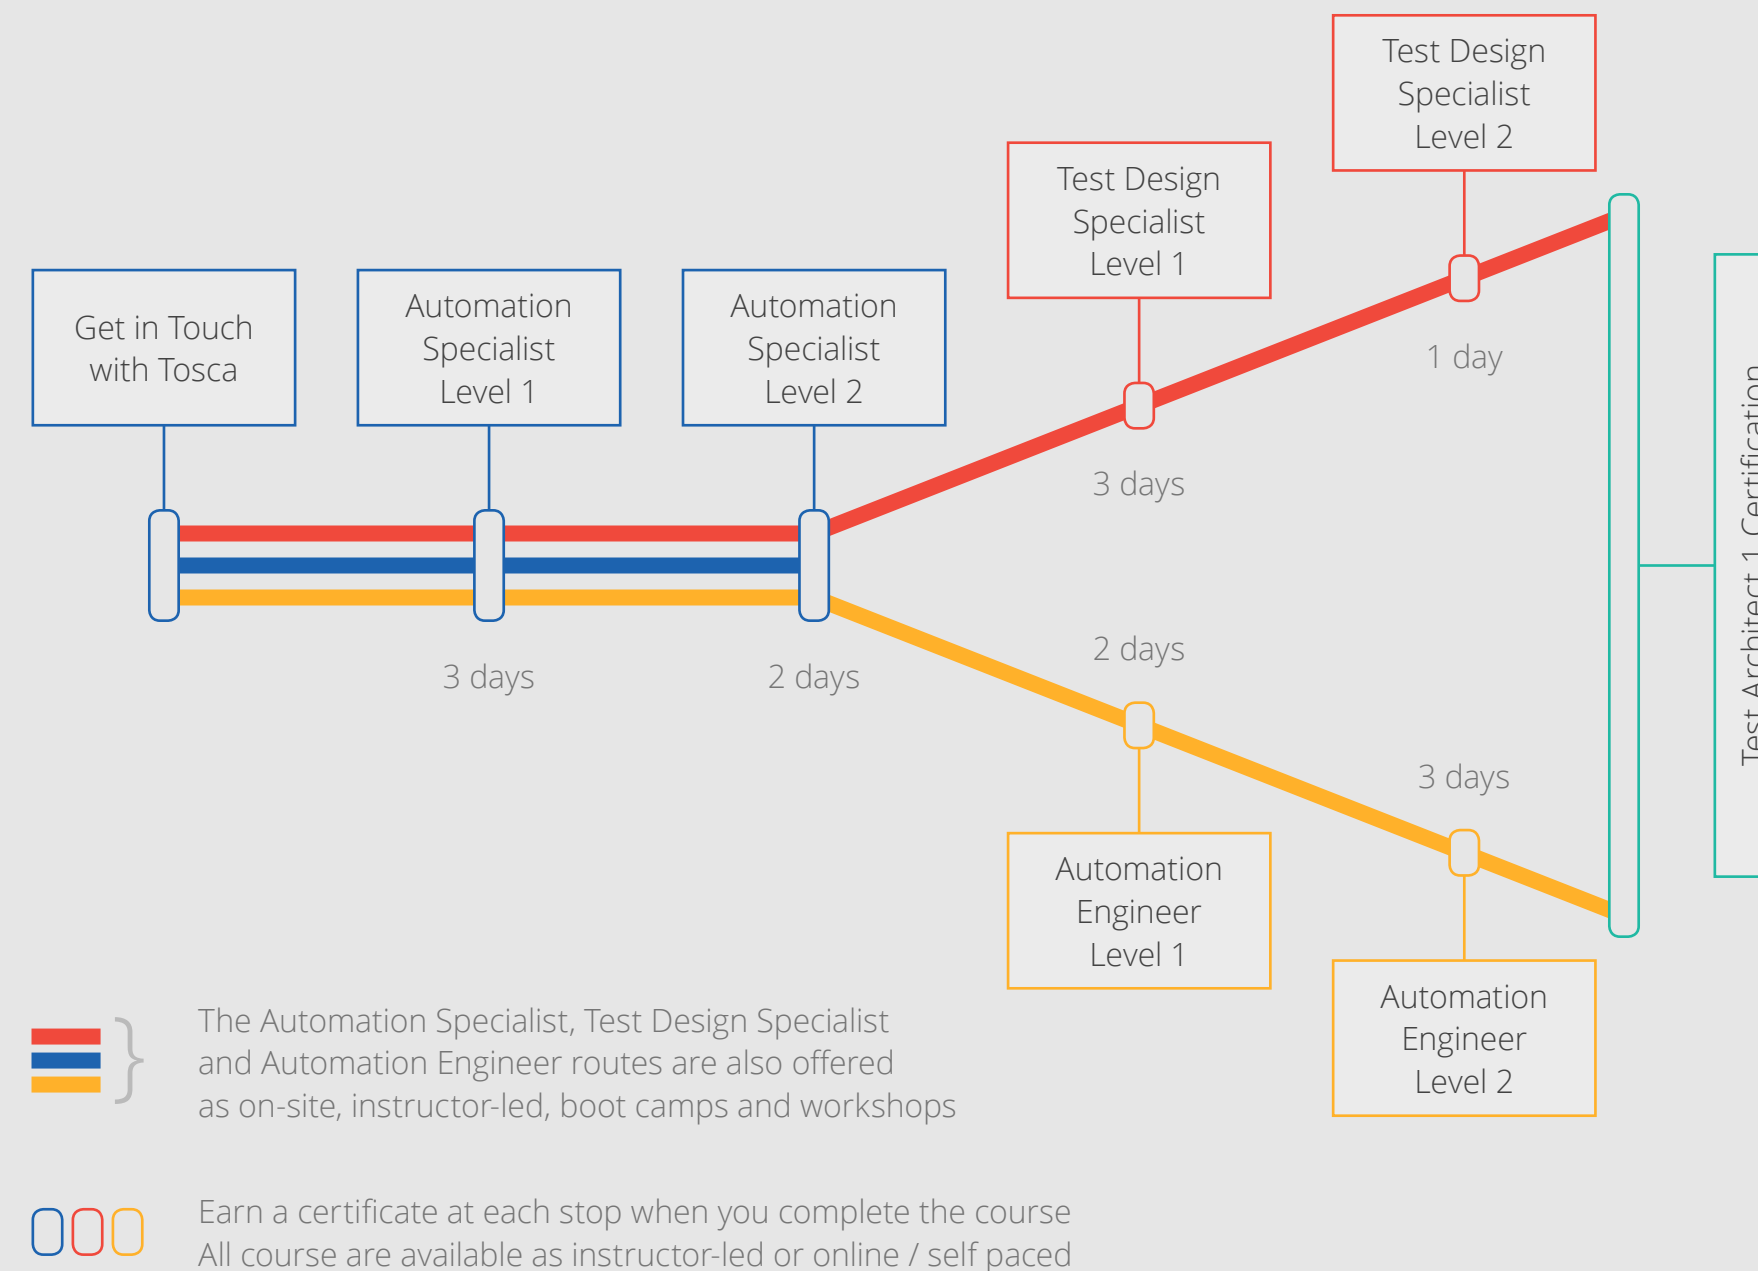 Test Design
Specialist
Level 2
Test Design
Specialist
Level 1
Get in Touch
with Tosca
Automation
Specialist
Level 1
Automation
Specialist
Level 2
1 day
3 days
3 days
2 days
2 days
3 days
Test Architect 1 Certification
Automation
Engineer
Level 1
Automation
Engineer
Level 2
The Automation Specialist, Test Design Specialist
and Automation Engineer routes are also offered
as on-site, instructor-led, boot camps and workshops
Earn a certificate at each stop when you complete the course
All course are available as instructor-led or online / self paced